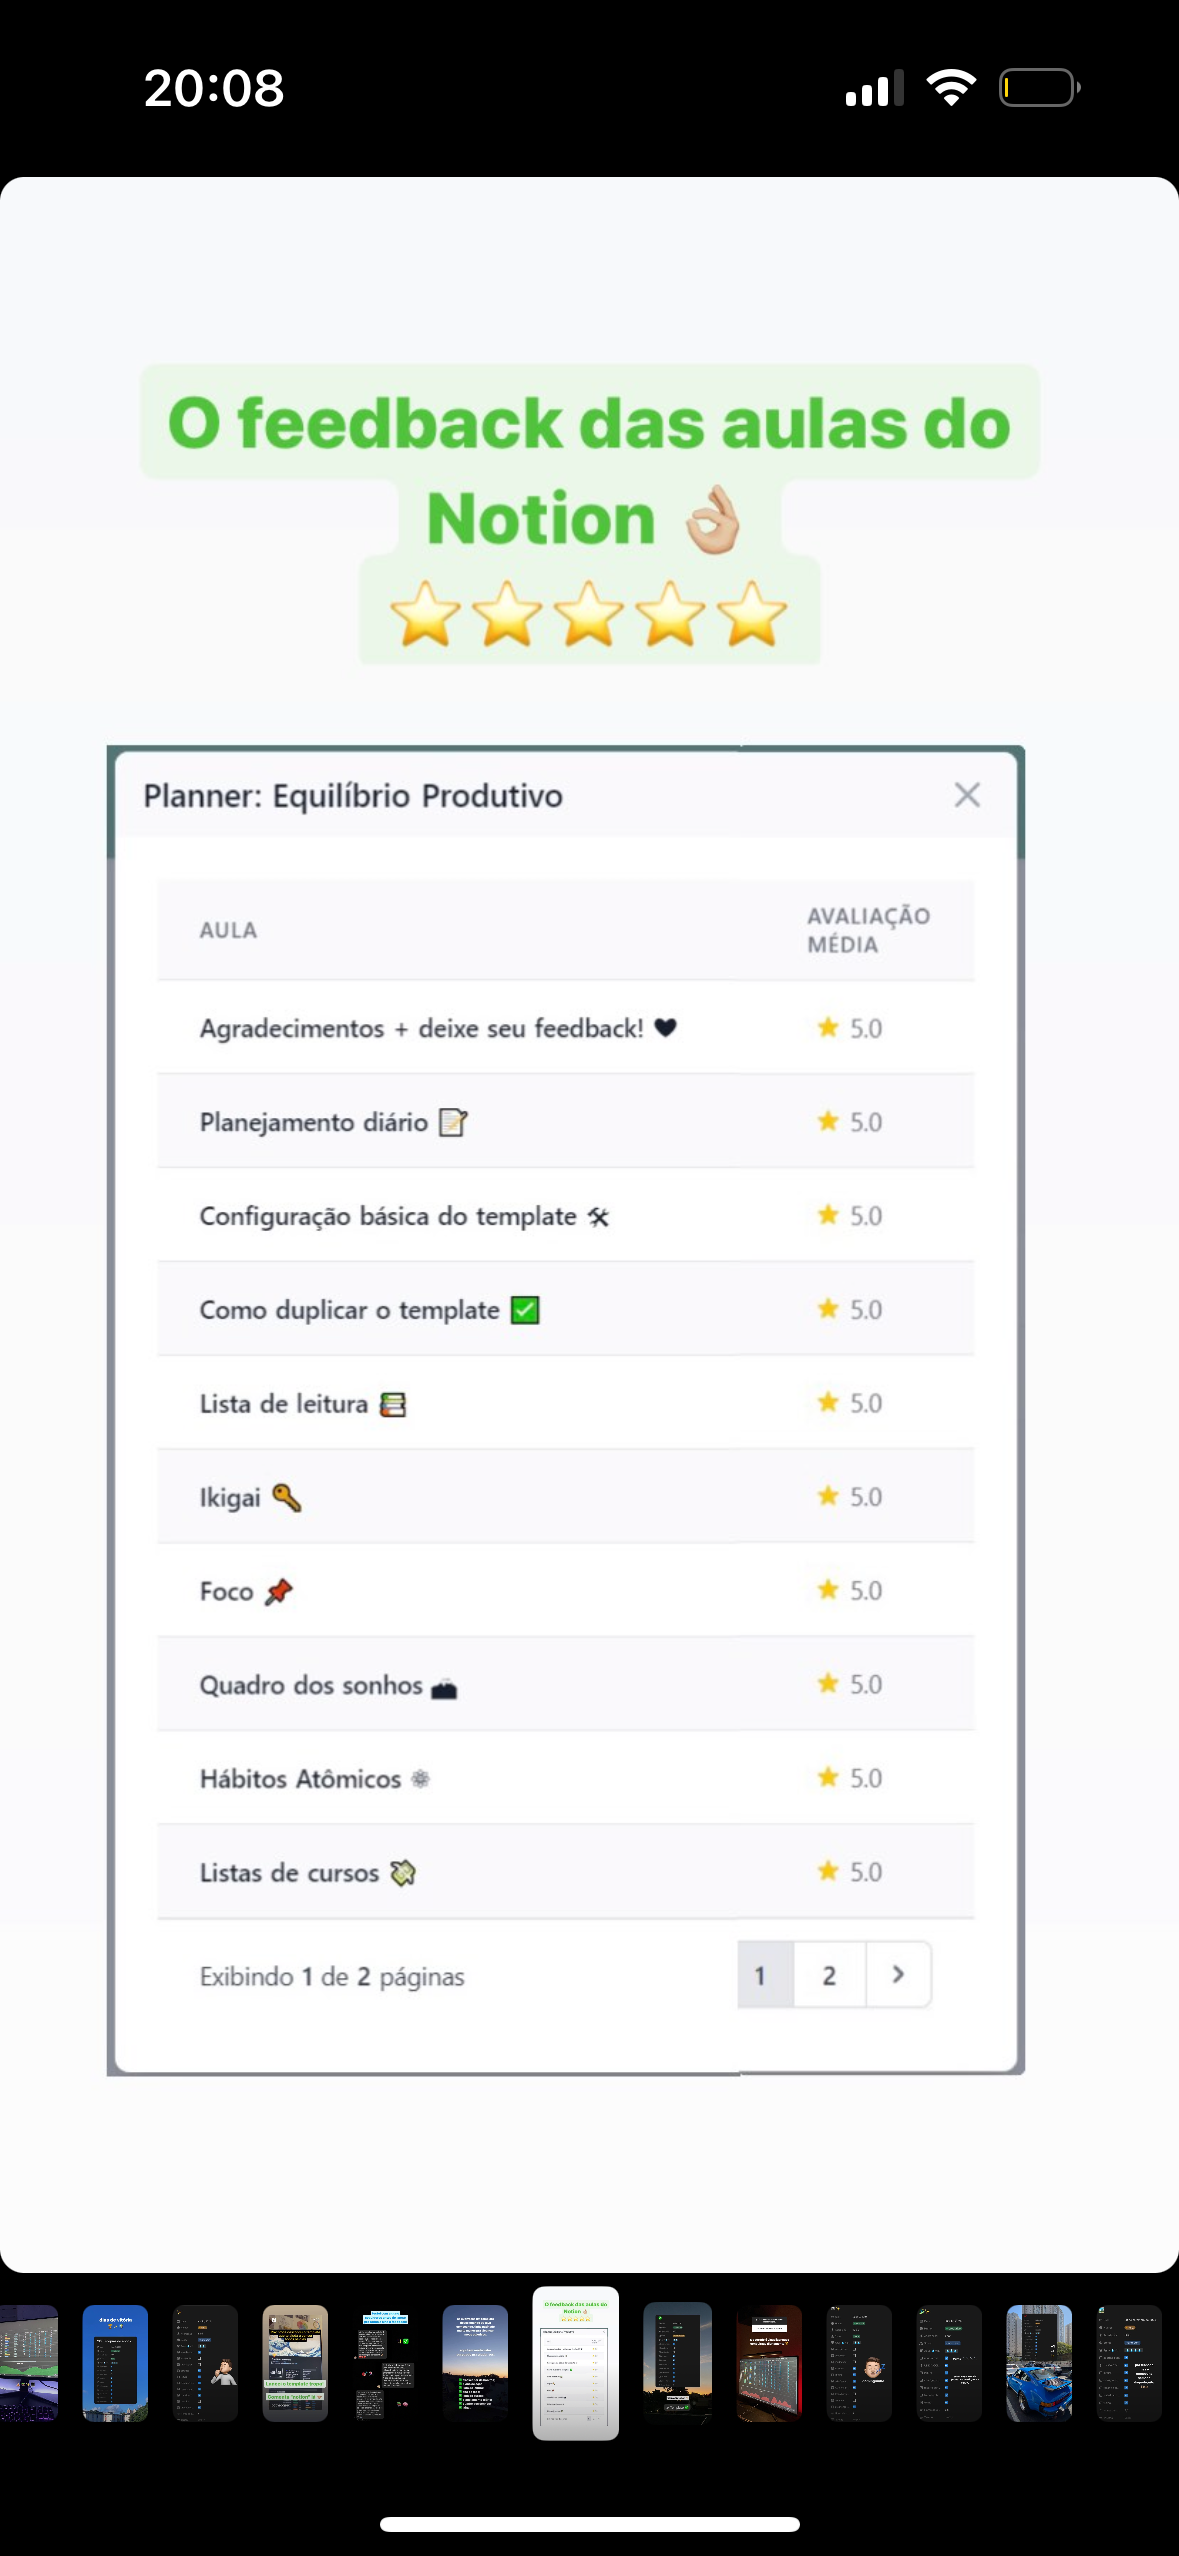 20:08
O feedback das aulas do
Notion 👌🏼
⭐⭐⭐⭐⭐
Planner: Equilíbrio Produtivo
AULA
AVALIAÇÃO
MÉDIA
Agradecimentos + deixe seu feedback! 🖤
5.0
Planejamento diário 📝
5.0
Configuração básica do template 🛠
5.0
Como duplicar o template ✅
5.0
Lista de leitura 📚
5.0
Ikigai 🔑
5.0
Foco 📌
5.0
Quadro dos sonhos 🏔
5.0
Hábitos Atômicos ⚛
5.0
Listas de cursos 💸
5.0
Exibindo 1 de 2 páginas
1 2 >